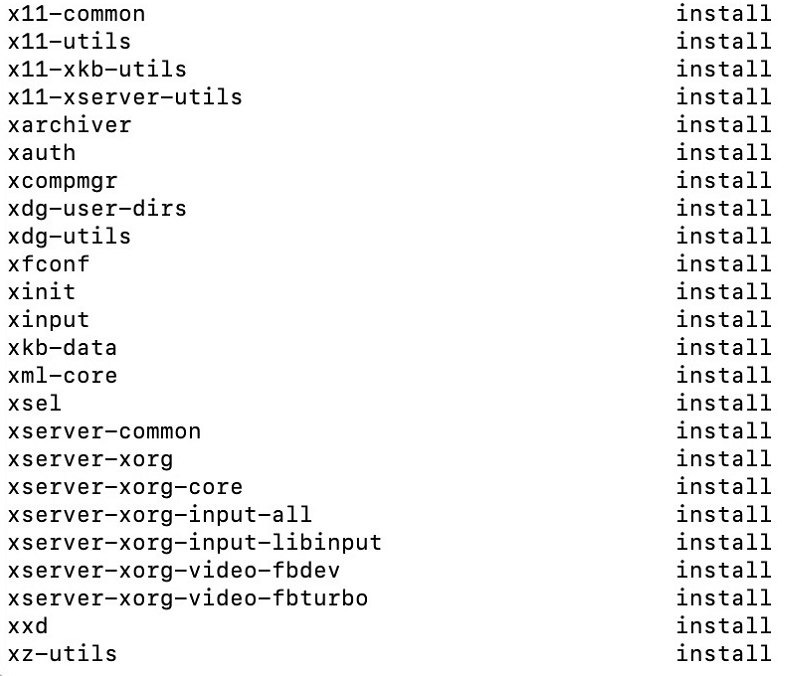 x11-common install
x11-utils install
x11-xkb-utils install
x11-xserver-utils install
xarchiver install
xauth install
xcompmgr install
xdg-user-dirs install
xdg-utils install
xfconf install
xinit install
xinput install
xkb-data install
xml-core install
xsel install
xserver-common install
xserver-xorg install
xserver-xorg-core install
xserver-xorg-input-all install
xserver-xorg-input-libinput install
xserver-xorg-video-fbdev install
xserver-xorg-video-fbturbo install
xxd install
xz-utils install